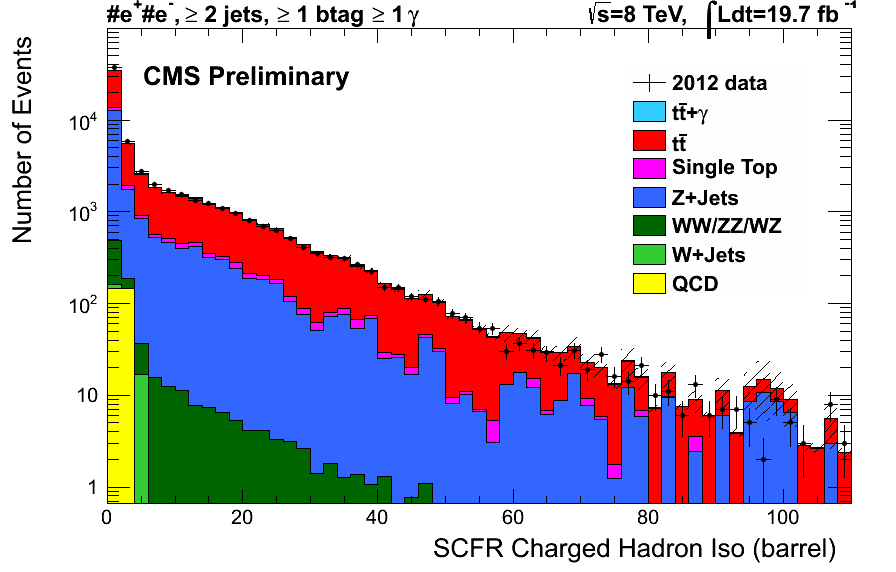 #e⁺#e⁻, ≥ 2 jets, ≥ 1 btag ≥ 1 γ √s=8 TeV, ∫Ldt=19.7 fb⁻¹
CMS Preliminary
2012 data
tt̄+γ
tt̄
Single Top
Z+Jets
WW/ZZ/WZ
W+Jets
QCD
Number of Events
10⁴
10³
10²
10
1
0 20 40 60 80 100
SCFR Charged Hadron Iso (barrel)